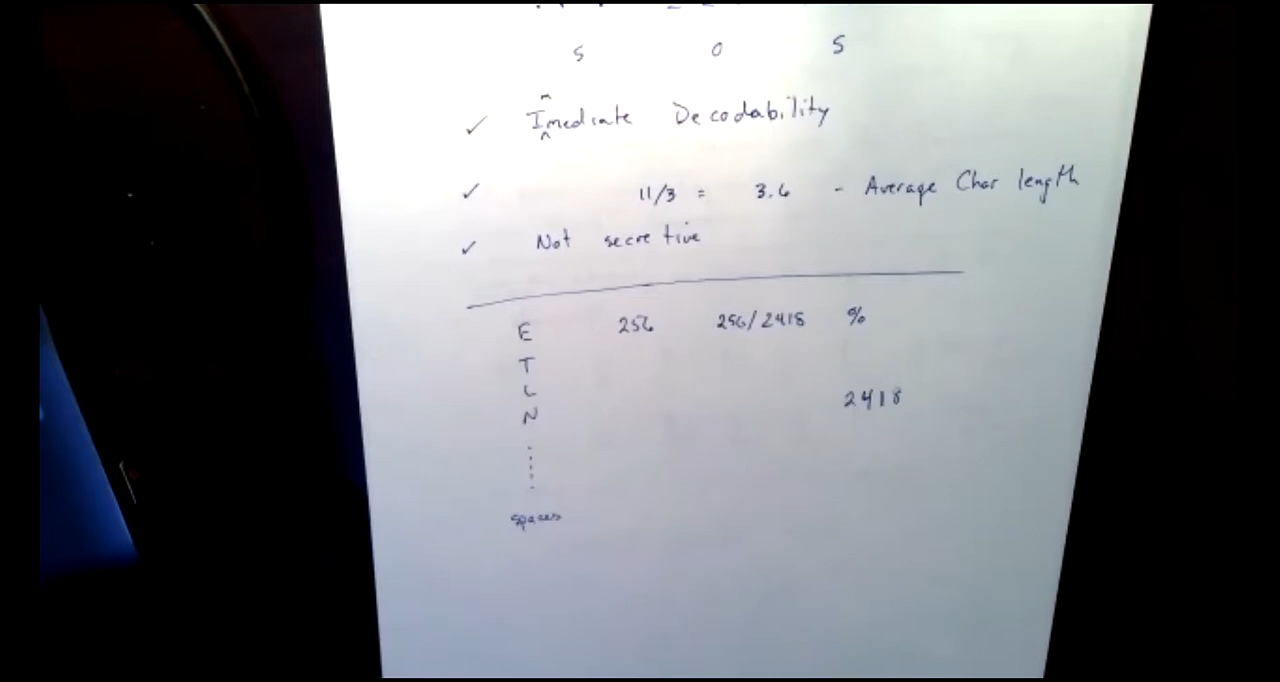 S O S
m
✓ Imediate Decodability
✓ 11/3 = 3.6 - Average Char length
✓ Not secretive
E 256 256/2418 %
T
L
N
2418
spaces